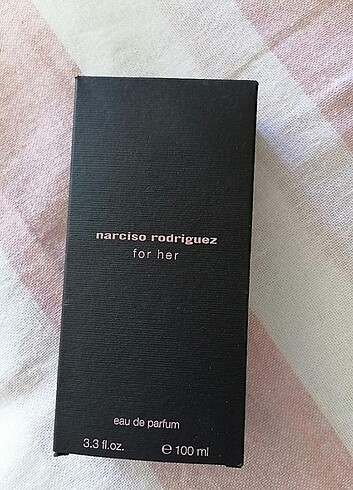 narciso rodriguez
for her
eau de parfum
3.3 fl.oz. ℮ 100 ml